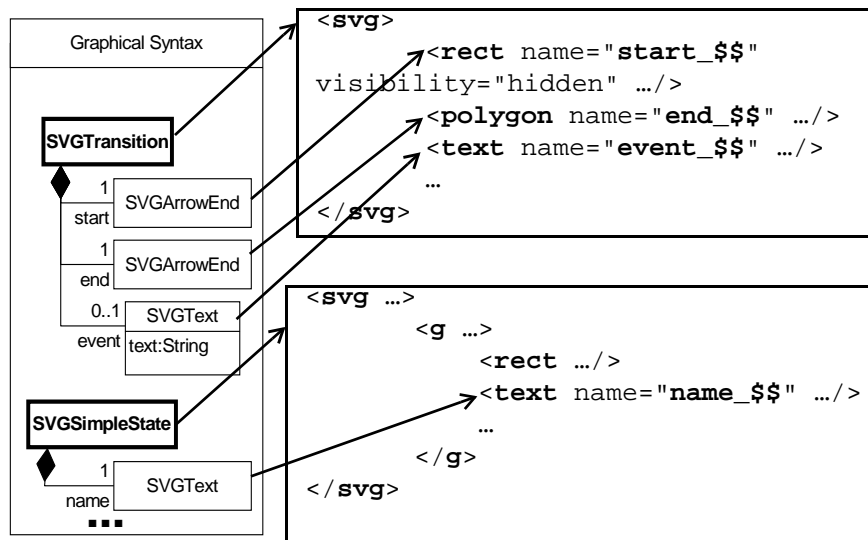 Graphical Syntax
SVGTransition
1
SVGArrowEnd
start
1
SVGArrowEnd
end
0..1
SVGText
event
text:String
SVGSimpleState
1
SVGText
name
...
<svg>
<rect name="start_$$"
visibility="hidden" …/>
<polygon name="end_$$" …/>
<text name="event_$$" …/>
…
</svg>
<svg …>
<g …>
<rect …/>
<text name="name_$$" …/>
…
</g>
</svg>